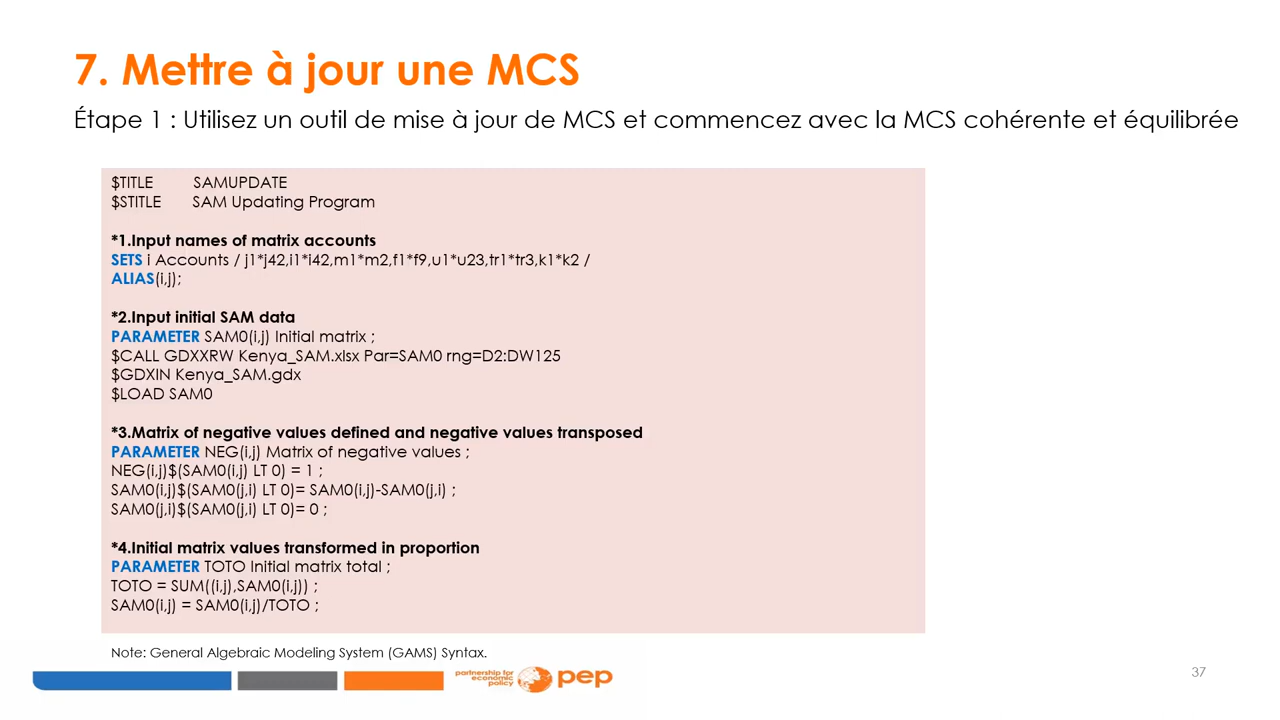 7. Mettre à jour une MCS
Étape 1 : Utilisez un outil de mise à jour de MCS et commencez avec la MCS cohérente et équilibrée
$TITLE SAMUPDATE
$STITLE SAM Updating Program
*1.Input names of matrix accounts
SETS i Accounts / j1*j42,i1*i42,m1*m2,f1*f9,u1*u23,tr1*tr3,k1*k2 /
ALIAS(i,j);
*2.Input initial SAM data
PARAMETER SAM0(i,j) Initial matrix ;
$CALL GDXXRW Kenya_SAM.xlsx Par=SAM0 rng=D2:DW125
$GDXIN Kenya_SAM.gdx
$LOAD SAM0
*3.Matrix of negative values defined and negative values transposed
PARAMETER NEG(i,j) Matrix of negative values ;
NEG(i,j)$(SAM0(i,j) LT 0) = 1 ;
SAM0(i,j)$(SAM0(j,i) LT 0)= SAM0(i,j)-SAM0(j,i) ;
SAM0(j,i)$(SAM0(j,i) LT 0)= 0 ;
*4.Initial matrix values transformed in proportion
PARAMETER TOTO Initial matrix total ;
TOTO = SUM((i,j),SAM0(i,j)) ;
SAM0(i,j) = SAM0(i,j)/TOTO ;
Note: General Algebraic Modeling System (GAMS) Syntax.
partnership for
economic
policy
pep
37